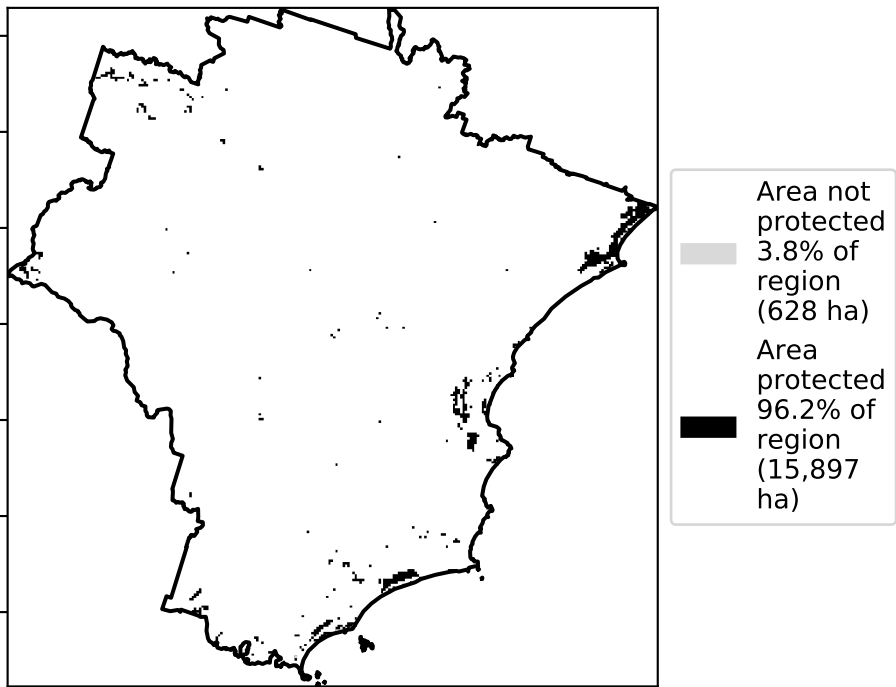 Area not
protected
3.8% of
region
(628 ha)
Area
protected
96.2% of
region
(15,897
ha)